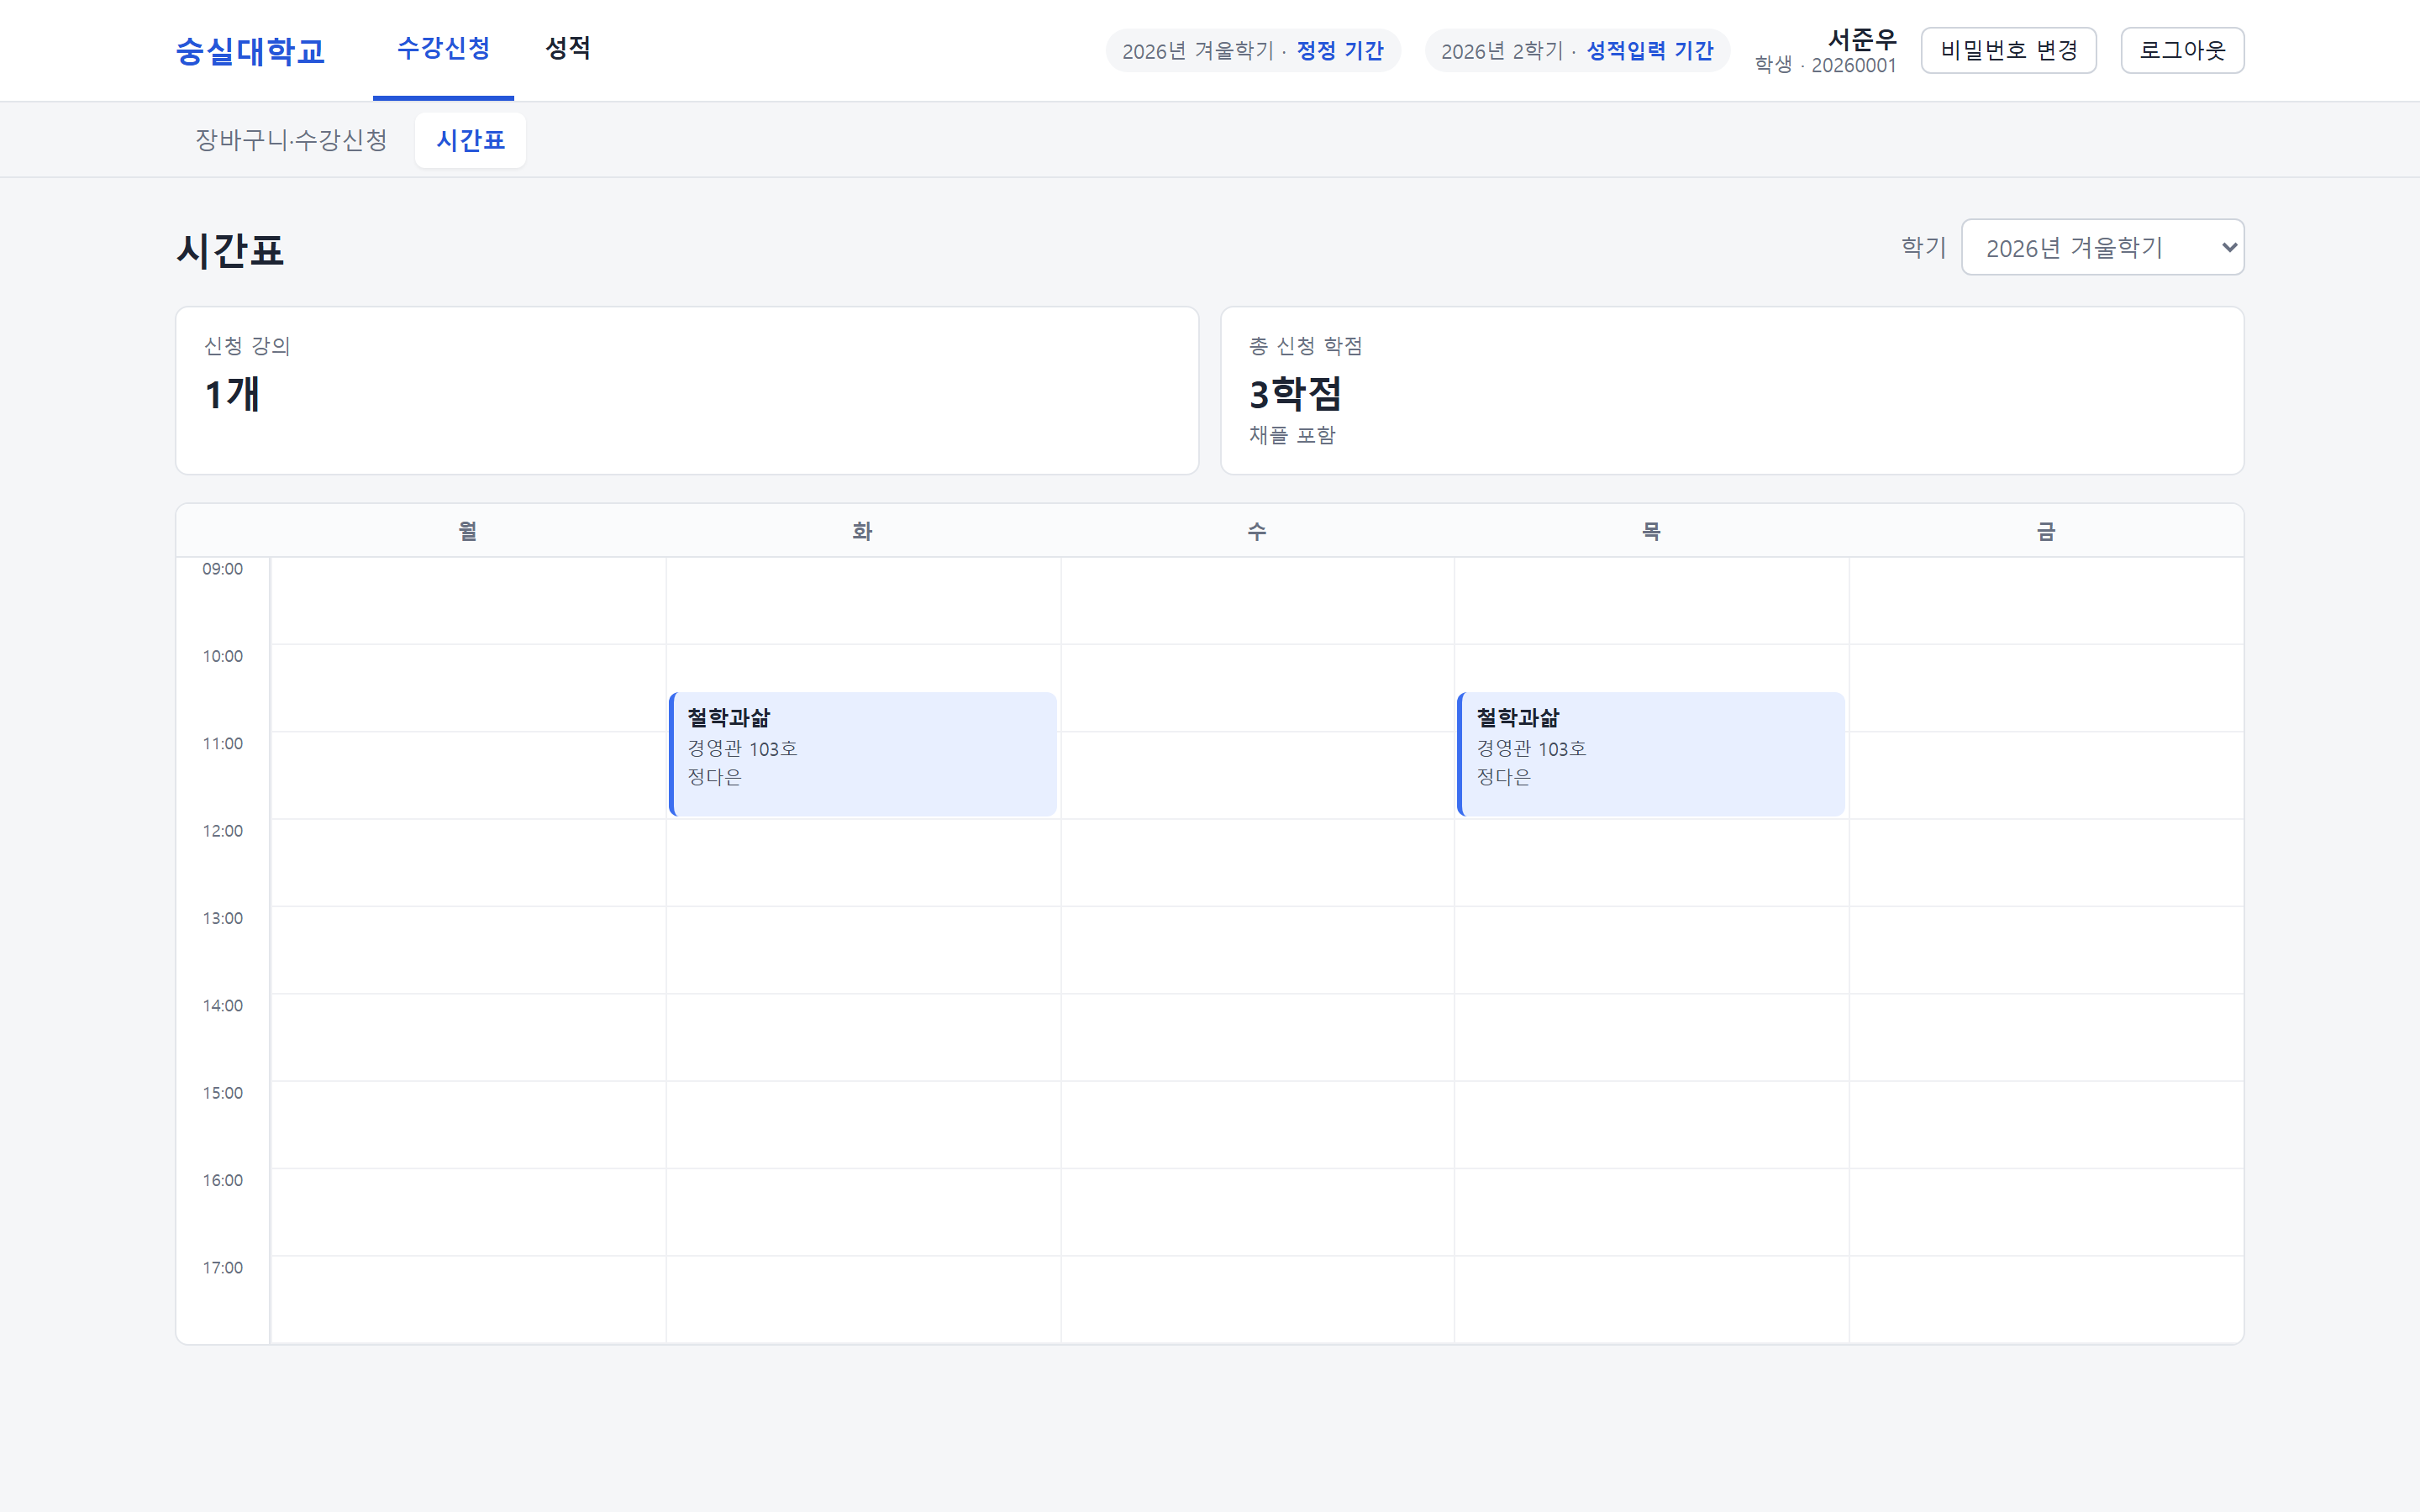 숭실대학교
수강신청
성적
2026년 겨울학기 · 정정 기간
2026년 2학기 · 성적입력 기간
서준우
학생 · 20260001
비밀번호 변경
로그아웃
장바구니·수강신청
시간표
시간표
학기
2026년 겨울학기
신청 강의
1개
총 신청 학점
3학점
채플 포함
월
화
수
목
금
09:00
10:00
철학과삶
경영관 103호
정다은
철학과삶
경영관 103호
정다은
11:00
12:00
13:00
14:00
15:00
16:00
17:00